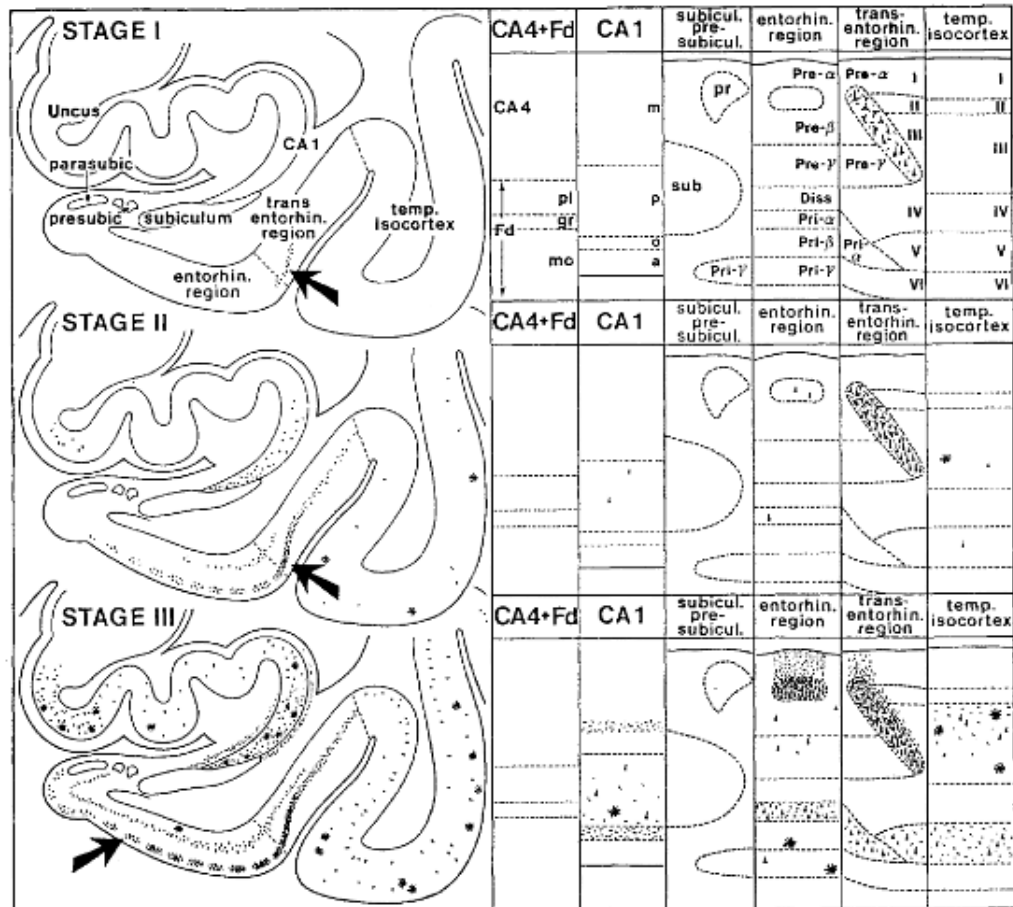 STAGE I
Uncus
CA1
parasubic
presubic
subiculum
trans
entorhin.
region
temp.
isocortex
entorhin.
region
CA4+Fd
CA1
subicul.
pre-
subicul.
entorhin.
region
trans-
entorhin.
region
temp.
isocortex
CA4
Fd
pl
gr
mo
m
p
o
a
pr
sub
Pri-γ
Pre-α
Pre-β
Pre-γ
Diss
Pri-α
Pri-β
Pri-γ
Pre-α
I
II
III
Pre-γ
IV
Pri
α
V
VI
I
II
III
IV
V
VI
STAGE II
CA4+Fd
CA1
subicul.
pre-
subicul.
entorhin.
region
trans-
entorhin.
region
temp.
isocortex
STAGE III
CA4+Fd
CA1
subicul.
pre-
subicul.
entorhin.
region
trans-
entorhin.
region
temp.
isocortex